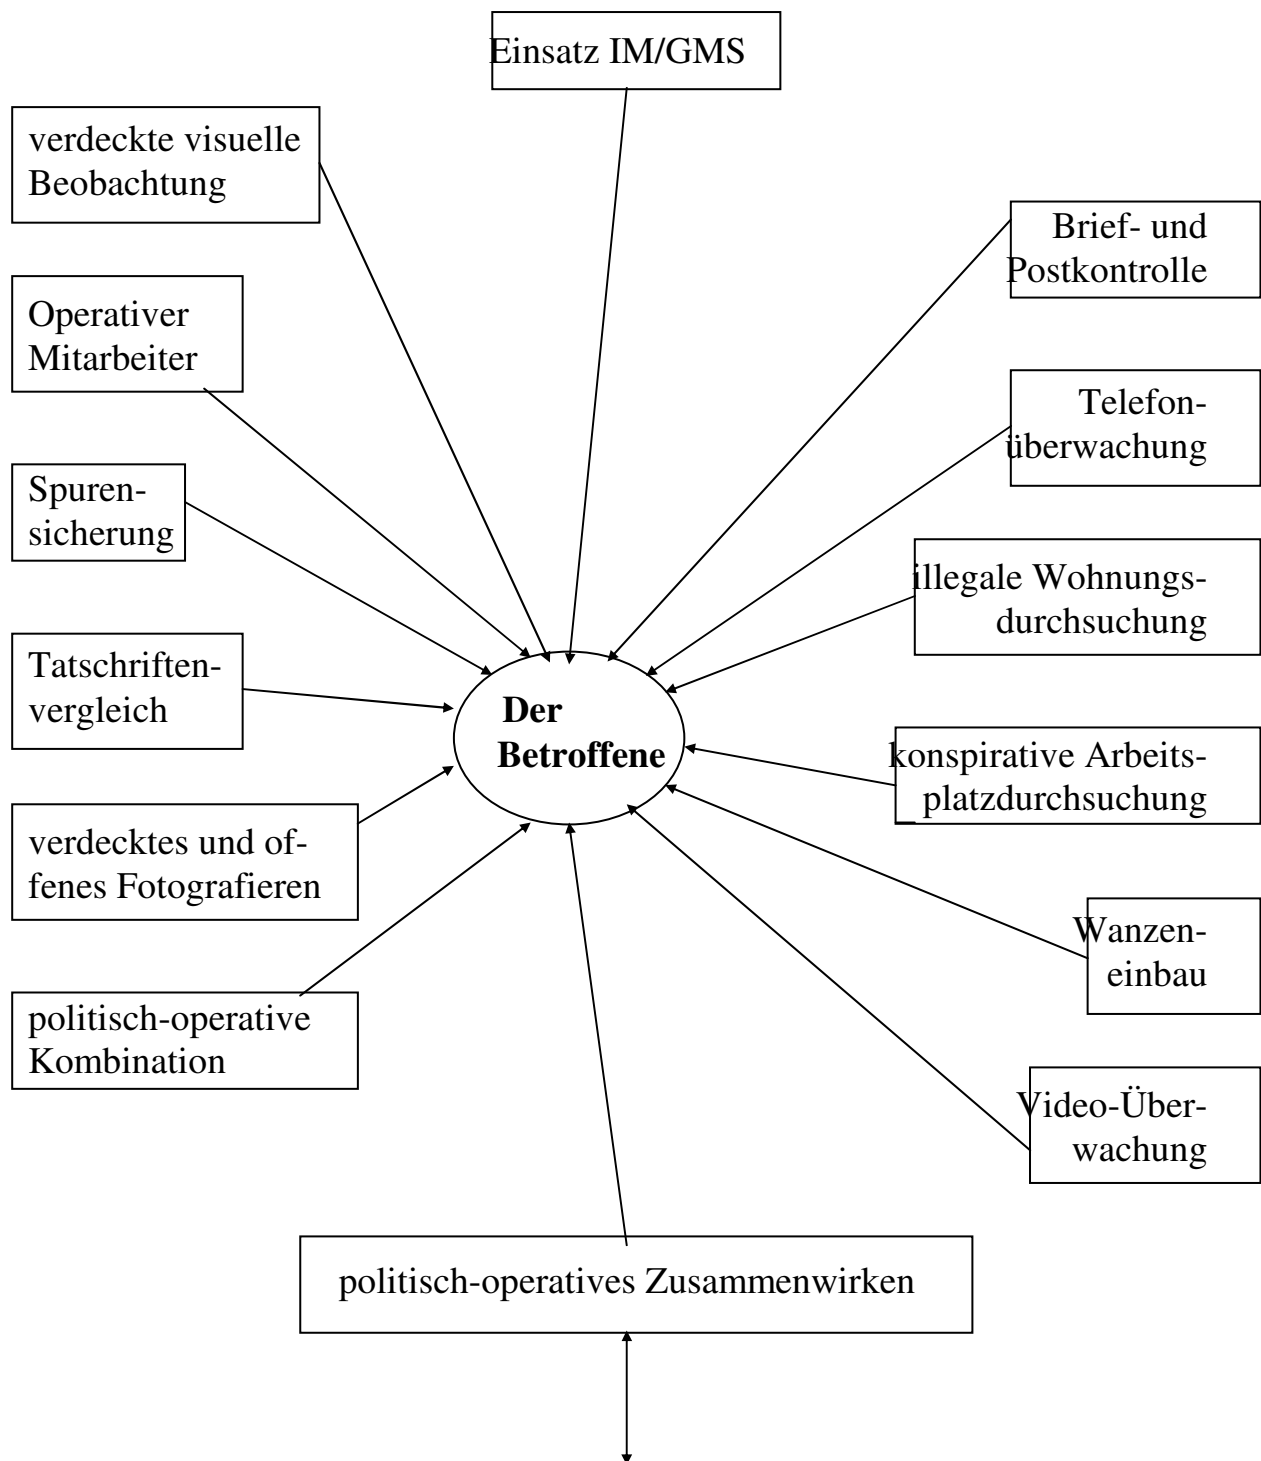 Einsatz IM/GMS
verdeckte visuelle
Beobachtung
Brief- und
Postkontrolle
Operativer
Mitarbeiter
Telefon-
überwachung
Spuren-
sicherung
illegale Wohnungs-
durchsuchung
Tatschriften-
vergleich
Der
Betroffene
konspirative Arbeits-
platzdurchsuchung
verdecktes und of-
fenes Fotografieren
Wanzen-
einbau
politisch-operative
Kombination
Video-Über-
wachung
politisch-operatives Zusammenwirken